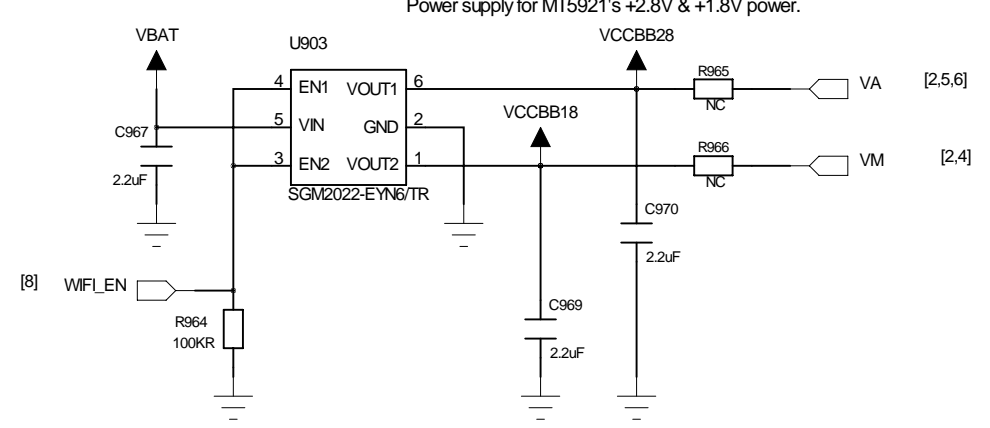 Power supply for MT5921's +2.8V & +1.8V power.
VBAT
U903
VCCBB28
R965
4 EN1 VOUT1 6
VA [2,5,6]
NC
VCCBB18
C967
5 VIN GND 2
R966
3 EN2 VOUT2 1
VM [2,4]
NC
2.2uF
SGM2022-EYN6/TR
C970
2.2uF
[8] WIFI_EN
C969
R964
100KR
2.2uF